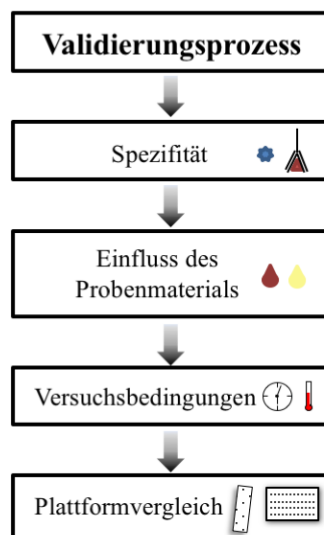 Validierungsprozess
Spezifität
Einfluss des
Probenmaterials
Versuchsbedingungen
Plattformvergleich